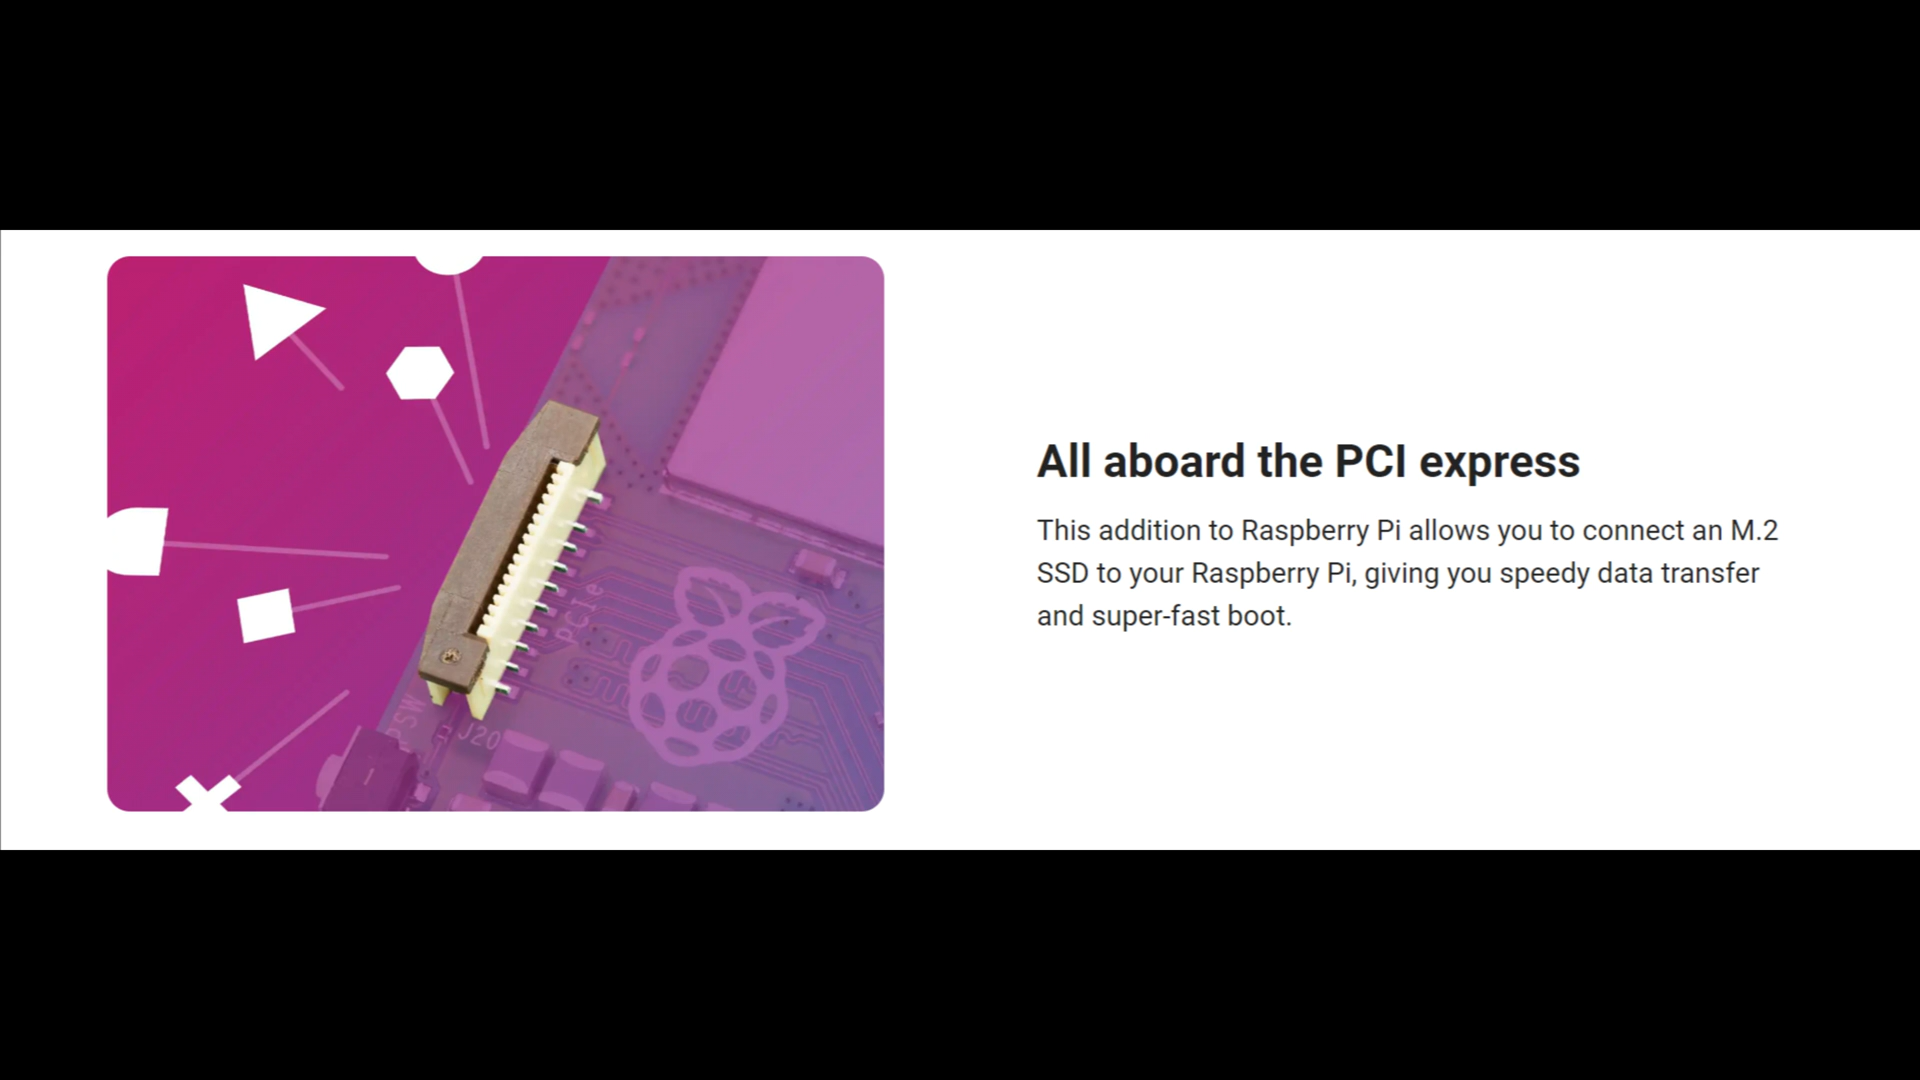 All aboard the PCI express
This addition to Raspberry Pi allows you to connect an M.2
SSD to your Raspberry Pi, giving you speedy data transfer
and super-fast boot.
PCIe
PSW
J20